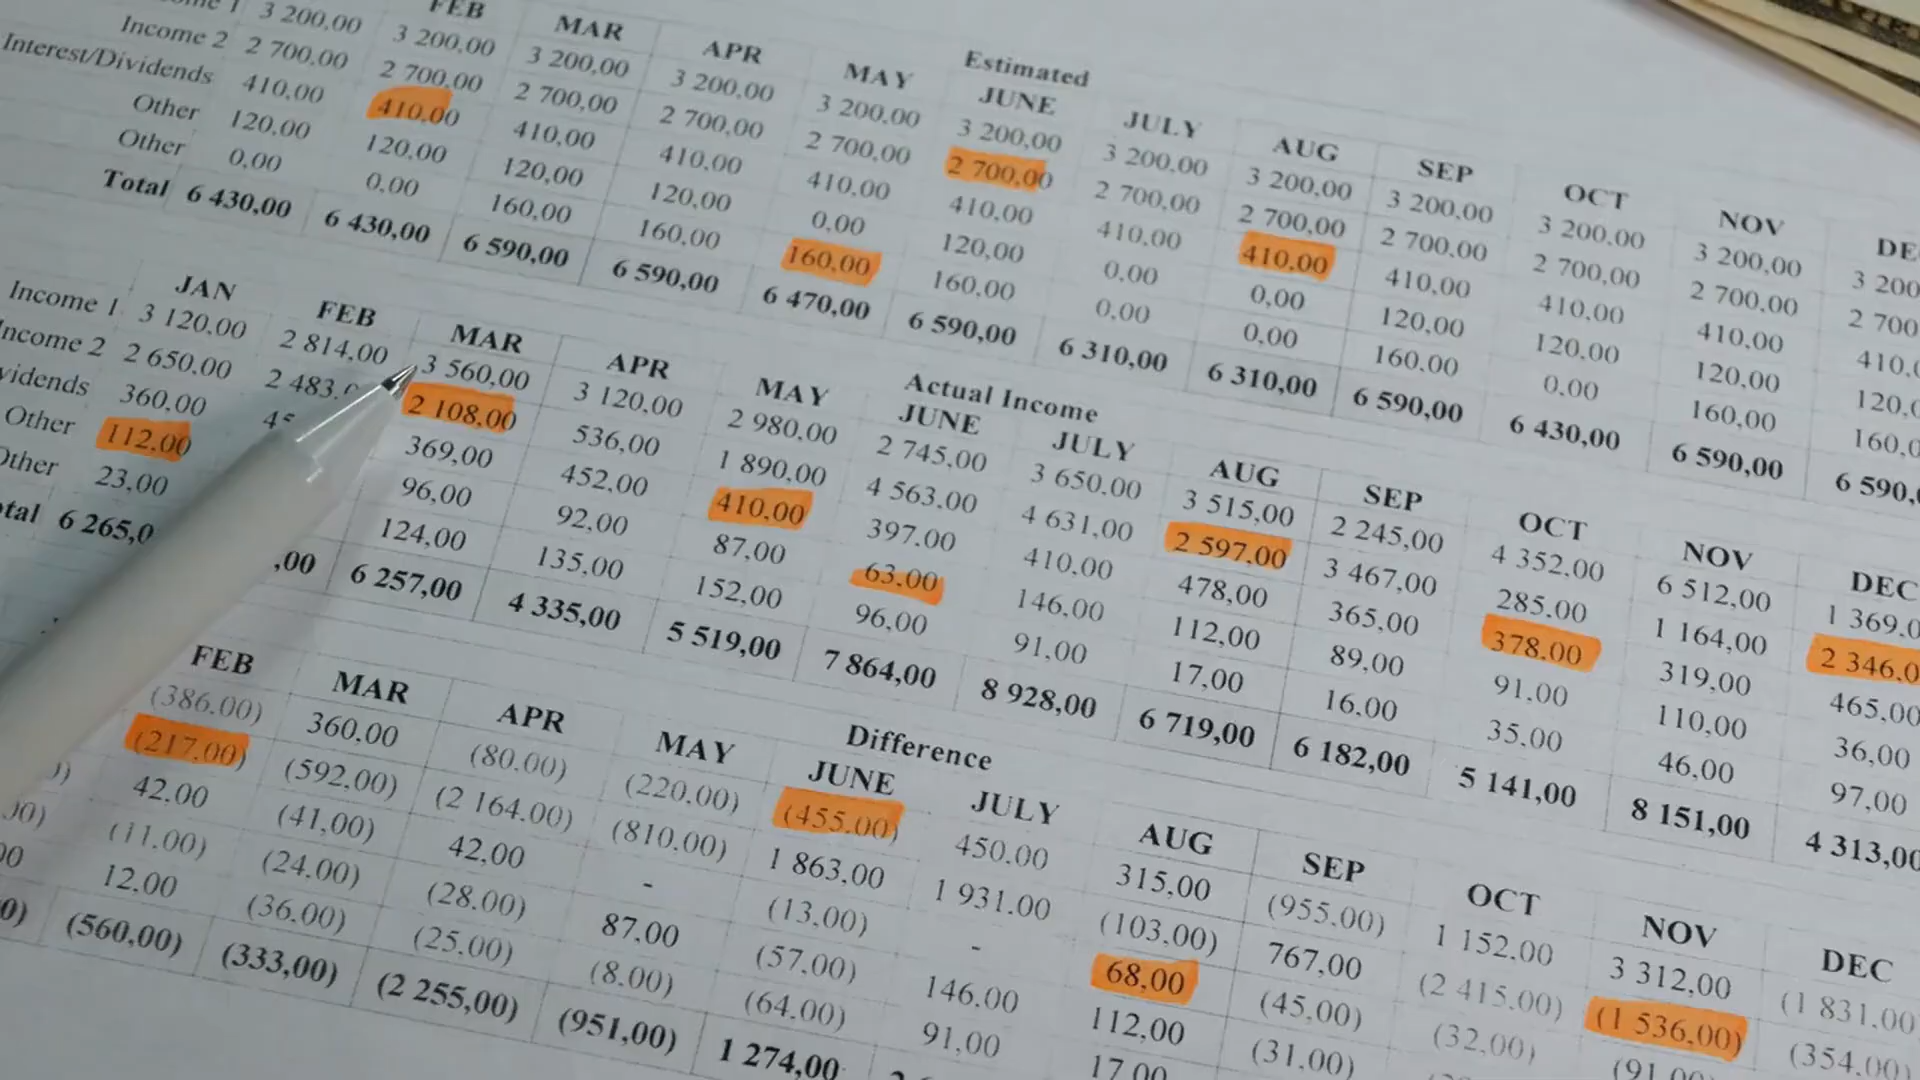 Estimated
FEB MAR APR MAY JUNE JULY AUG SEP OCT NOV DE
1 3 200,00 3 200,00 3 200,00 3 200,00 3 200,00 3 200,00 3 200,00 3 200,00 3 200,00 3 200,00 3 200,00 3 200
Income 2 2 700,00 2 700,00 2 700,00 2 700,00 2 700,00 2 700,00 2 700,00 2 700,00 2 700,00 2 700,00 2 700,00 2 700
Interest/Dividends 410,00 410,00 410,00 410,00 410,00 410,00 410,00 410,00 410,00 410,00 410,00 410,0
Other 120,00 120,00 120,00 120,00 0,00 120,00 0,00 0,00 120,00 120,00 120,00 120,0
Other 0,00 0,00 160,00 160,00 160,00 160,00 0,00 0,00 160,00 0,00 160,00 160,0
Total 6 430,00 6 430,00 6 590,00 6 590,00 6 470,00 6 590,00 6 310,00 6 310,00 6 590,00 6 430,00 6 590,00 6 590,
Actual Income
JAN FEB MAR APR MAY JUNE JULY AUG SEP OCT NOV DEC
Income 1 3 120,00 2 814,00 3 560,00 3 120,00 2 980,00 2 745,00 3 650,00 3 515,00 2 245,00 4 352,00 6 512,00 1 369,0
ncome 2 2 650,00 2 483, 2 108,00 536,00 1 890,00 4 563,00 4 631,00 2 597,00 3 467,00 285,00 1 164,00 2 346,0
vidends 360,00 369,00 452,00 410,00 397,00 410,00 478,00 365,00 378,00 319,00 465,00
Other 112,00 96,00 92,00 87,00 63,00 146,00 112,00 89,00 91,00 110,00 36,00
Other 23,00 124,00 135,00 152,00 96,00 91,00 17,00 16,00 35,00 46,00 97,00
tal 6 265,0 ,00 6 257,00 4 335,00 5 519,00 7 864,00 8 928,00 6 719,00 6 182,00 5 141,00 8 151,00 4 313,00
Difference
FEB MAR APR MAY JUNE JULY AUG SEP OCT NOV DEC
(386,00) 360,00 (80,00) (220,00) (455,00) 450,00 315,00 (955,00) 1 152,00 3 312,00 (1 831,00
(217,00) (592,00) (2 164,00) (810,00) 1 863,00 1 931,00 (103,00) 767,00 (2 415,00) (1 536,00) (354,00)
42,00 (41,00) 42,00 - (13,00) - 68,00 (45,00) (32,00) (91,00
00) (11,00) (24,00) (28,00) 87,00 (57,00) 146,00 112,00 (31,00)
00 12,00 (36,00) (25,00) (8,00) (64,00) 91,00 17,00
0) (560,00) (333,00) (2 255,00) (951,00) 1 274,00